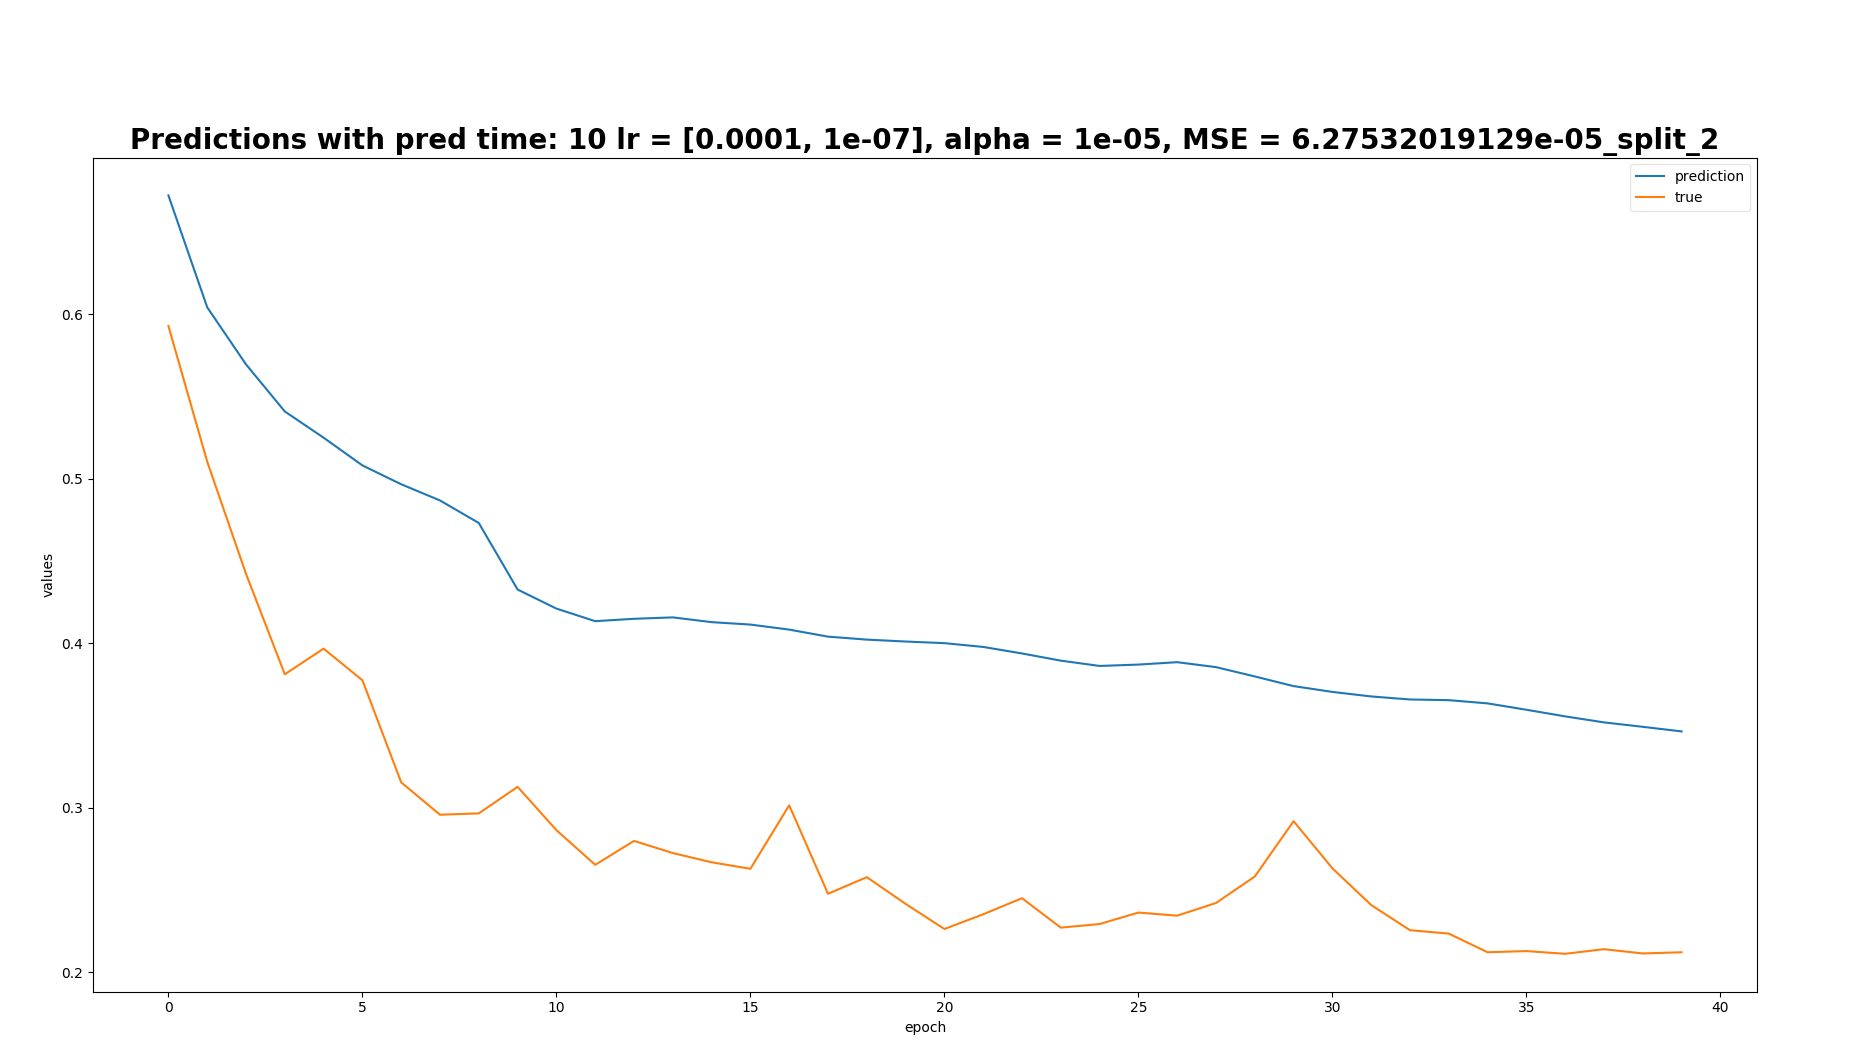 Predictions with pred time: 10 lr = [0.0001, 1e-07], alpha = 1e-05, MSE = 6.27532019129e-05_split_2
prediction
true
0.6
0.5
0.4
0.3
0.2
values
0 5 10 15 20 25 30 35 40
epoch